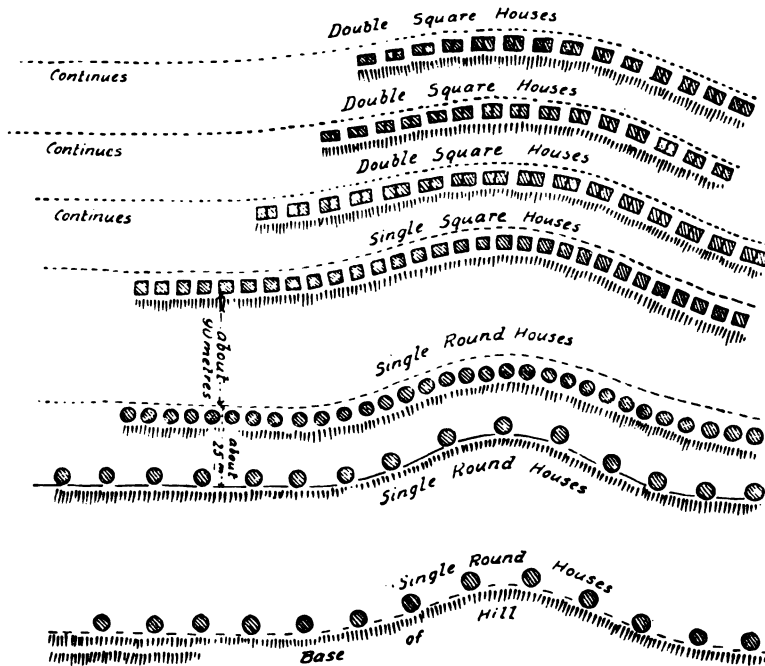 Double Square Houses
Continues
Double Square Houses
Continues
Double Square Houses
Continues
Single Square Houses
about
90 metres
Single Round Houses
about
25 m.
Single Round Houses
Single Round Houses
Base of Hill